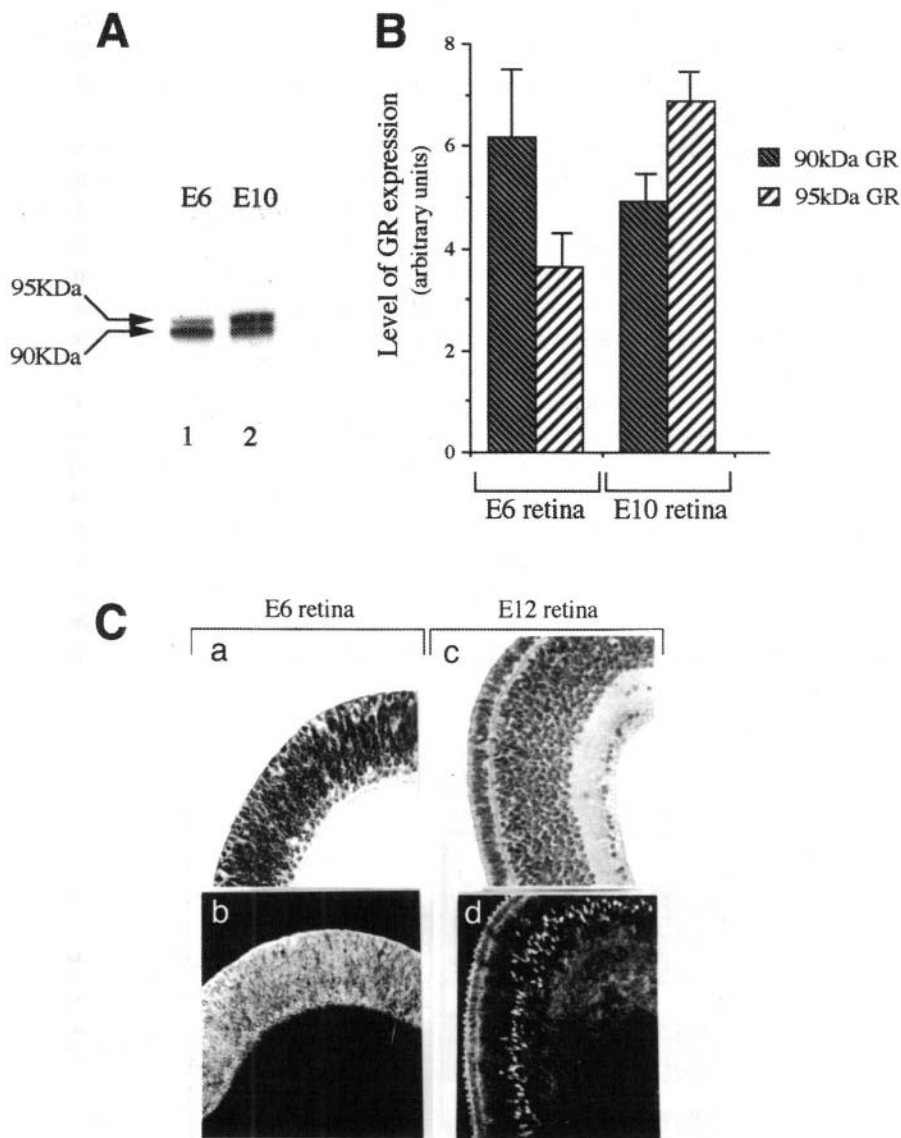 A
E6 E10
95KDa
90KDa
1 2
B
Level of GR expression
(arbitrary units)
8
6
4
2
0
E6 retina
E10 retina
90kDa GR
95kDa GR
C
E6 retina
E12 retina
a
c
b
d